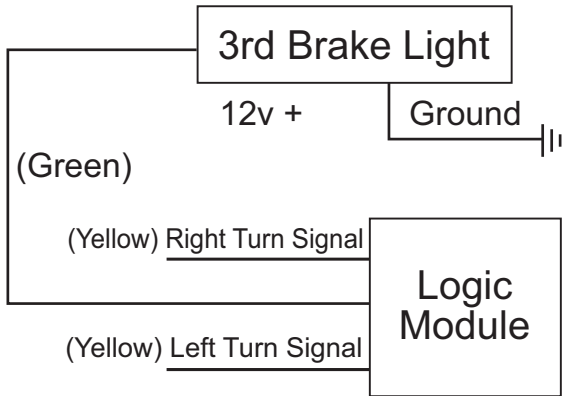 3rd Brake Light
12v +
Ground
(Green)
(Yellow) Right Turn Signal
Logic
Module
(Yellow) Left Turn Signal